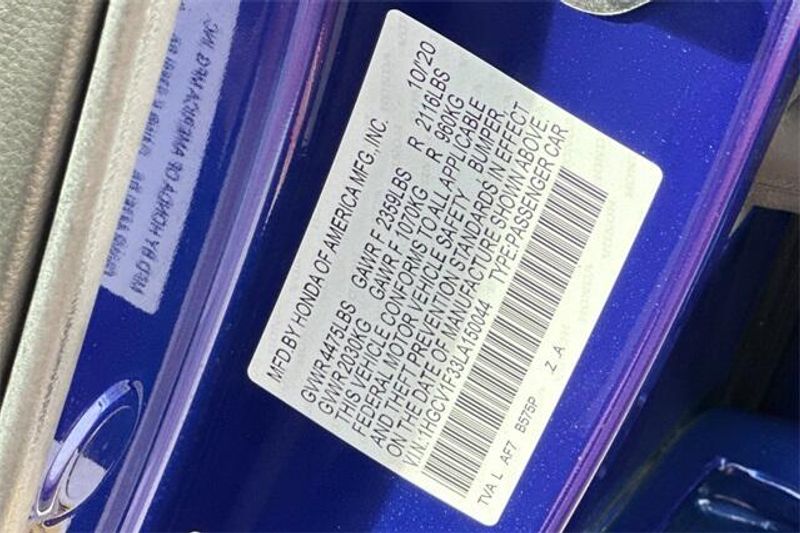 MFD BY HONDA OF AMERICA MFG., INC. 10/'20
GVWR 4475LBS GAWR F 2399LBS R 2116LBS
GVWR 2030KG GAWR F 1070KG R 960KG
THIS VEHICLE CONFORMS TO ALL APPLICABLE
FEDERAL MOTOR VEHICLE SAFETY, BUMPER,
AND THEFT PREVENTION STANDARDS IN EFFECT
ON THE DATE OF MANUFACTURE SHOWN ABOVE.
V.I.N.:1HGCV1F33LA150044 TYPE:PASSENGER CAR
TVA L AF7 B575P Z A